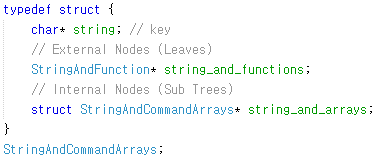 typedef struct {
char* string; // key
// External Nodes (Leaves)
StringAndFunction* string_and_functions;
// Internal Nodes (Sub Trees)
struct StringAndCommandArrays* string_and_arrays;
}
StringAndCommandArrays;